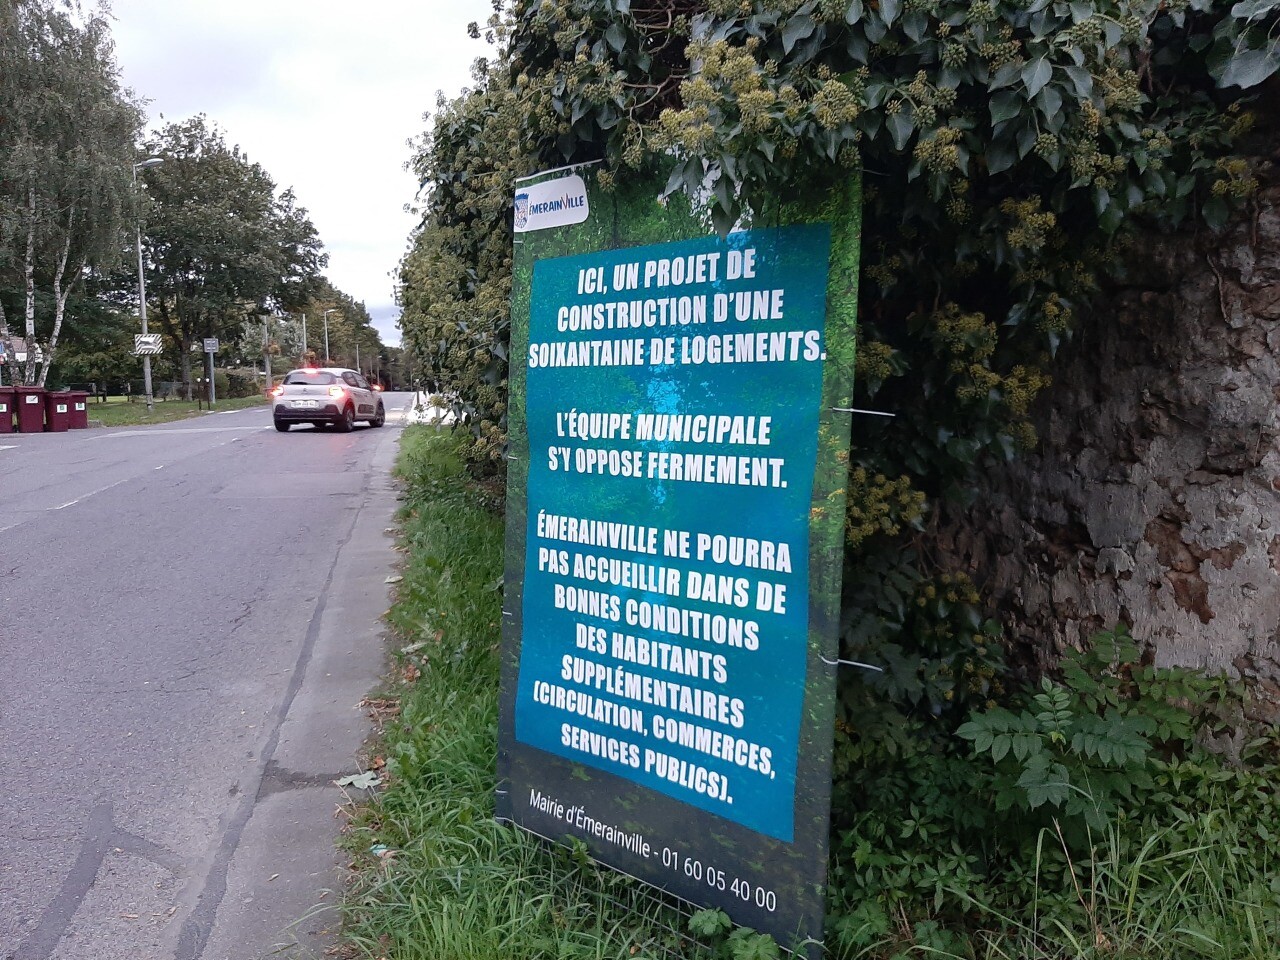 ÉMERAINVILLE
ICI, UN PROJET DE
CONSTRUCTION D'UNE
SOIXANTAINE DE LOGEMENTS.
L'ÉQUIPE MUNICIPALE
S'Y OPPOSE FERMEMENT.
ÉMERAINVILLE NE POURRA
PAS ACCUEILLIR DANS DE
BONNES CONDITIONS
DES HABITANTS
SUPPLÉMENTAIRES
(CIRCULATION, COMMERCES,
SERVICES PUBLICS).
Mairie d'Émerainville - 01 60 05 40 00